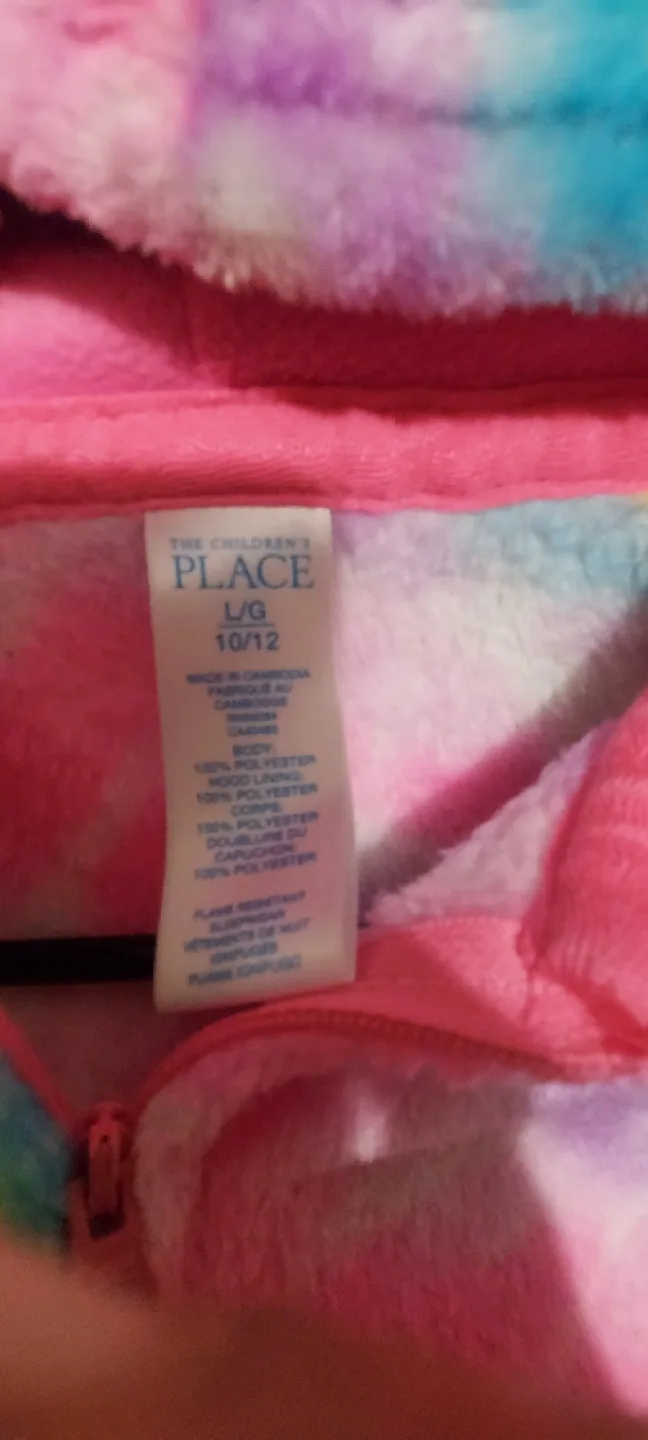 THE CHILDREN'S
PLACE
L/G
10/12
MADE IN CAMBODIA
FABRIQUÉ AU
CAMBODGE
BODY:
100% POLYESTER
HOOD LINING:
100% POLYESTER
CORPS:
100% POLYESTER
DOUBLURE DU
CAPUCHON:
100% POLYESTER
FLAME RESISTANT
SLEEPWEAR
VÊTEMENTS DE NUIT
IGNIFUGÉS